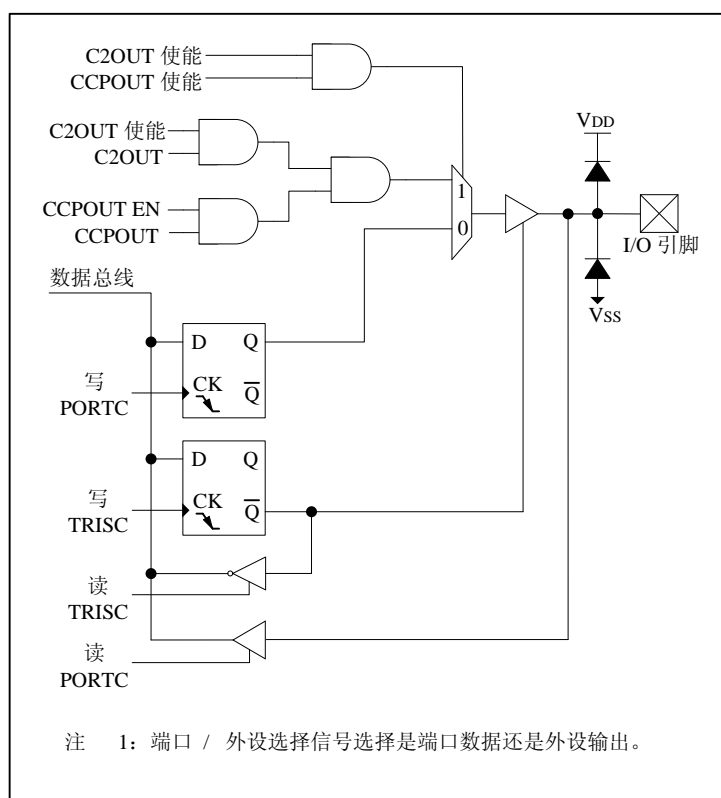 C2OUT 使能
CCPOUT 使能
C2OUT 使能
C2OUT
CCPOUT EN
CCPOUT
1
0
VDD
I/O 引脚
VSS
数据总线
D Q
CK Q
写
PORTC
D Q
CK Q
写
TRISC
读
TRISC
读
PORTC
注 1: 端口 / 外设选择信号选择是端口数据还是外设输出。